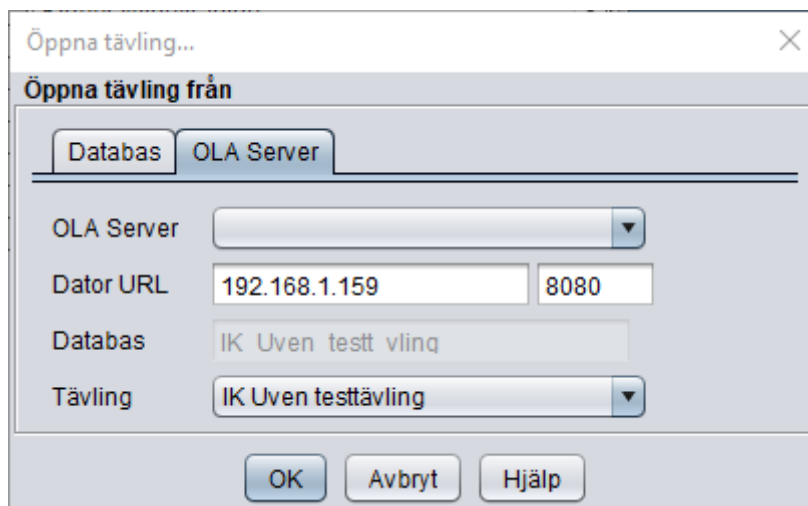 Öppna tävling...
Öppna tävling från
Databas OLA Server
OLA Server
Dator URL 192.168.1.159 8080
Databas IK Uven testt vling
Tävling IK Uven testtävling
OK Avbryt Hjälp